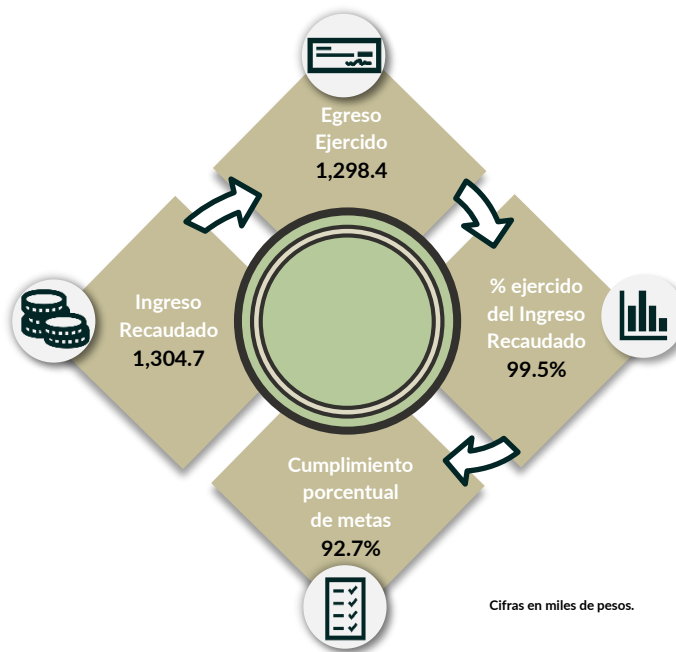 Egreso
Ejercido
1,298.4
Ingreso
Recaudado
1,304.7
% ejercido
del Ingreso
Recaudado
99.5%
Cumplimiento
porcentual
de metas
92.7%
Cifras en miles de pesos.